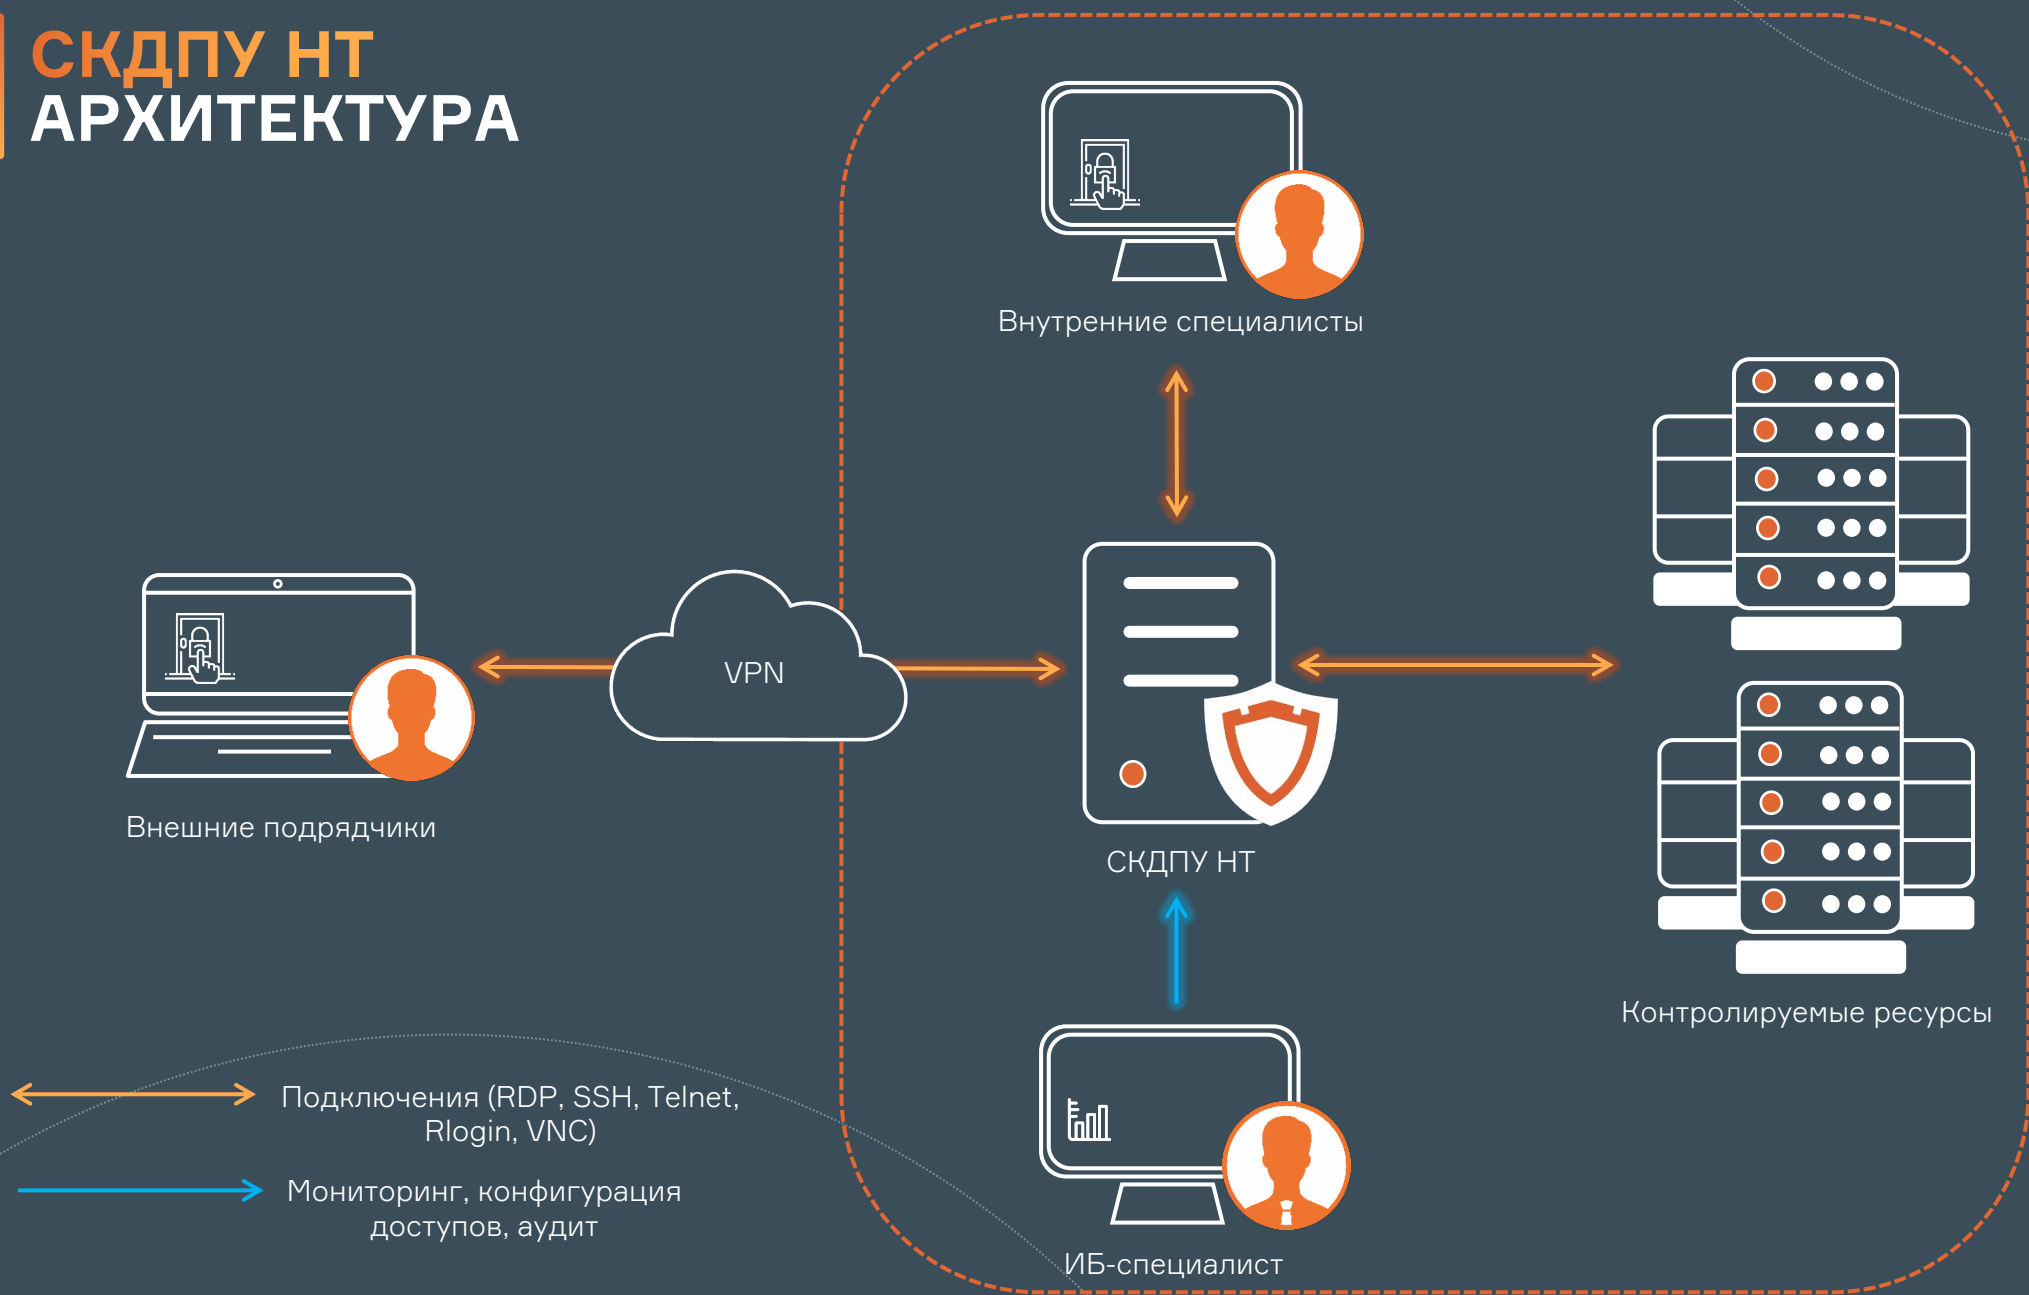 СКДПУ НТ
АРХИТЕКТУРА
Внутренние специалисты
VPN
Внешние подрядчики
СКДПУ НТ
Контролируемые ресурсы
Подключения (RDP, SSH, Telnet,
Rlogin, VNC)
Мониторинг, конфигурация
доступов, аудит
ИБ-специалист